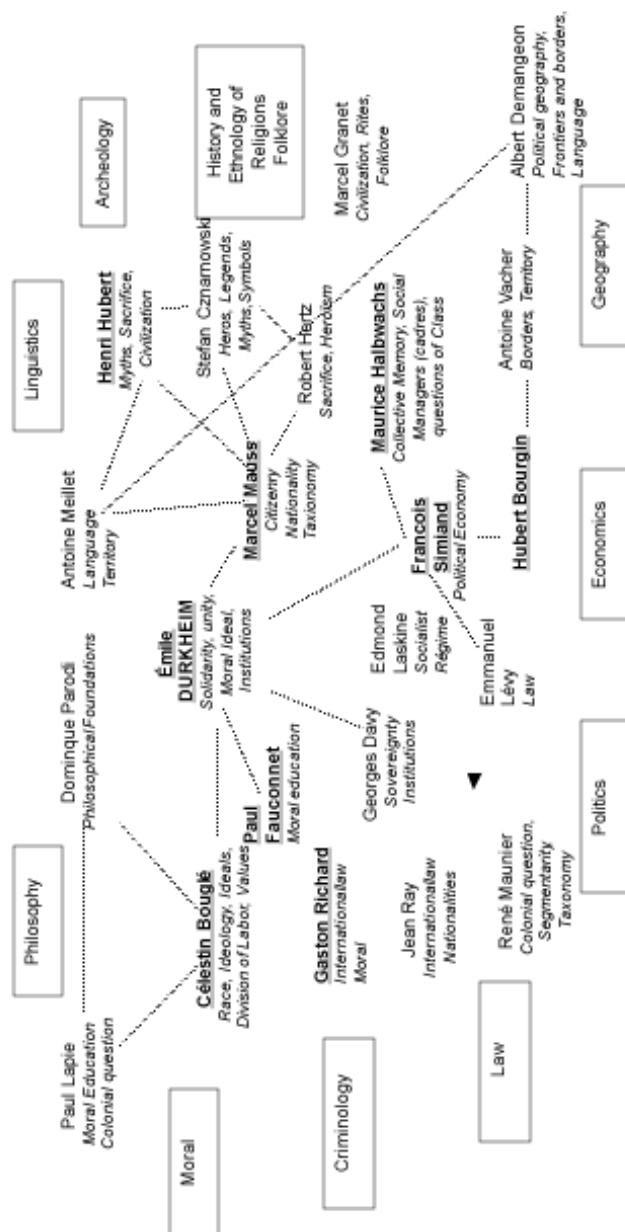 Philosophy
Linguistics
Archeology
Paul Lapie
Moral Education
Colonial question
Dominque Parodi
Philosophical Foundations
Antoine Meillet
Language
Territory
Henri Hubert
Myths, Sacrifice,
Civilization
Moral
Célestin Bouglé
Race, Ideology, Ideals,
Division of Labor, Values
Paul
Fauconnet
Moral education
Émile
DURKHEIM
Solidarity, unity,
Moral Ideal,
Institutions
Marcel Mauss
Citizenry
Nationality
Taxionomy
Stefan Cznarnowski
Heros, Legends,
Myths, Symbols
History and
Ethnology of
Religions
Folklore
Robert Hertz
Sacrifice, Heroism
Gaston Richard
International law
Moral
Criminology
Georges Davy
Sovereignty
Institutions
Edmond
Laskine
Socialist
Régime
Francois
Simiand
Political Economy
Maurice Halbwachs
Collective Memory, Social
Managers (cadres),
questions of Class
Marcel Granet
Civilization, Rites,
Folklore
Jean Ray
International law
Nationalities
Emmanuel
Lévy
Law
Hubert Bourgin
Antoine Vacher
Borders, Territory
Albert Demangeon
Political geography,
Frontiers and borders,
Language
Law
René Maunier
Colonial question,
Segmentarity,
Taxonomy
Politics
Economics
Geography